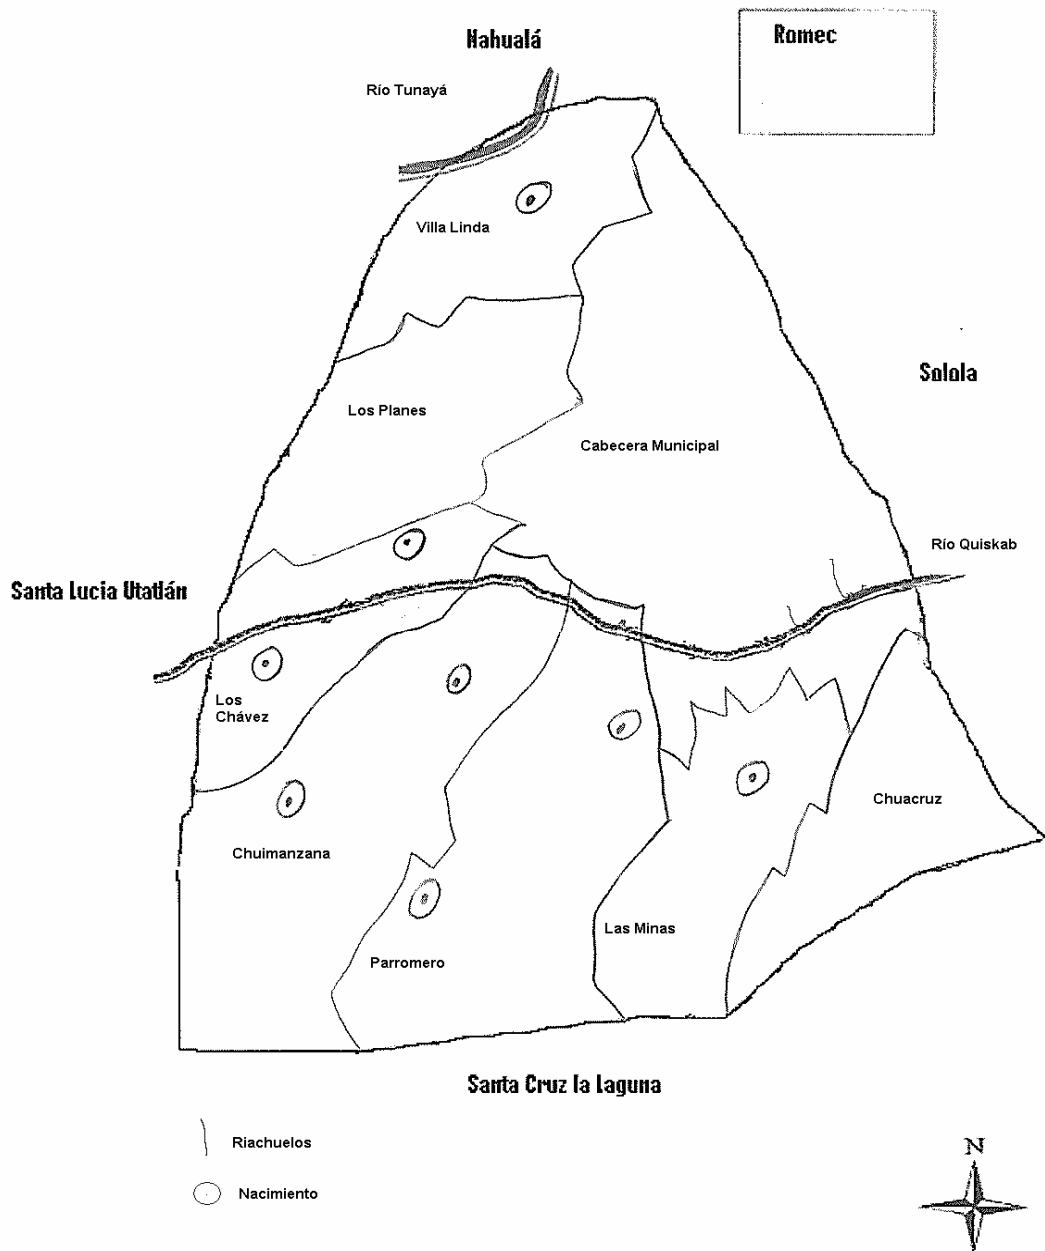 Nahualá
Romec
Río Tunayá
Villa Linda
Solola
Los Planes
Cabecera Municipal
Río Quiskab
Santa Lucia Utatlán
Los
Chávez
Chuacruz
Chuimanzana
Las Minas
Parromero
Santa Cruz la Laguna
Riachuelos
Nacimiento
N